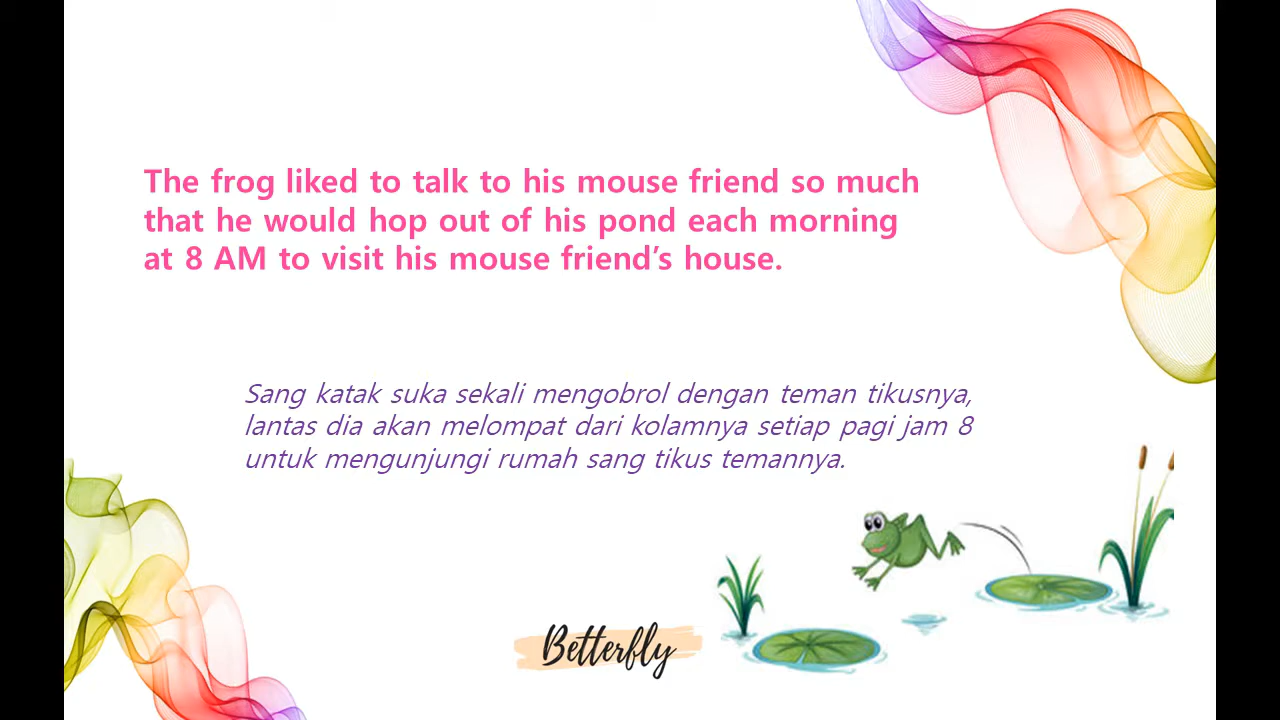 The frog liked to talk to his mouse friend so much
that he would hop out of his pond each morning
at 8 AM to visit his mouse friend’s house.
Sang katak suka sekali mengobrol dengan teman tikusnya,
lantas dia akan melompat dari kolamnya setiap pagi jam 8
untuk mengunjungi rumah sang tikus temannya.
Betterfly